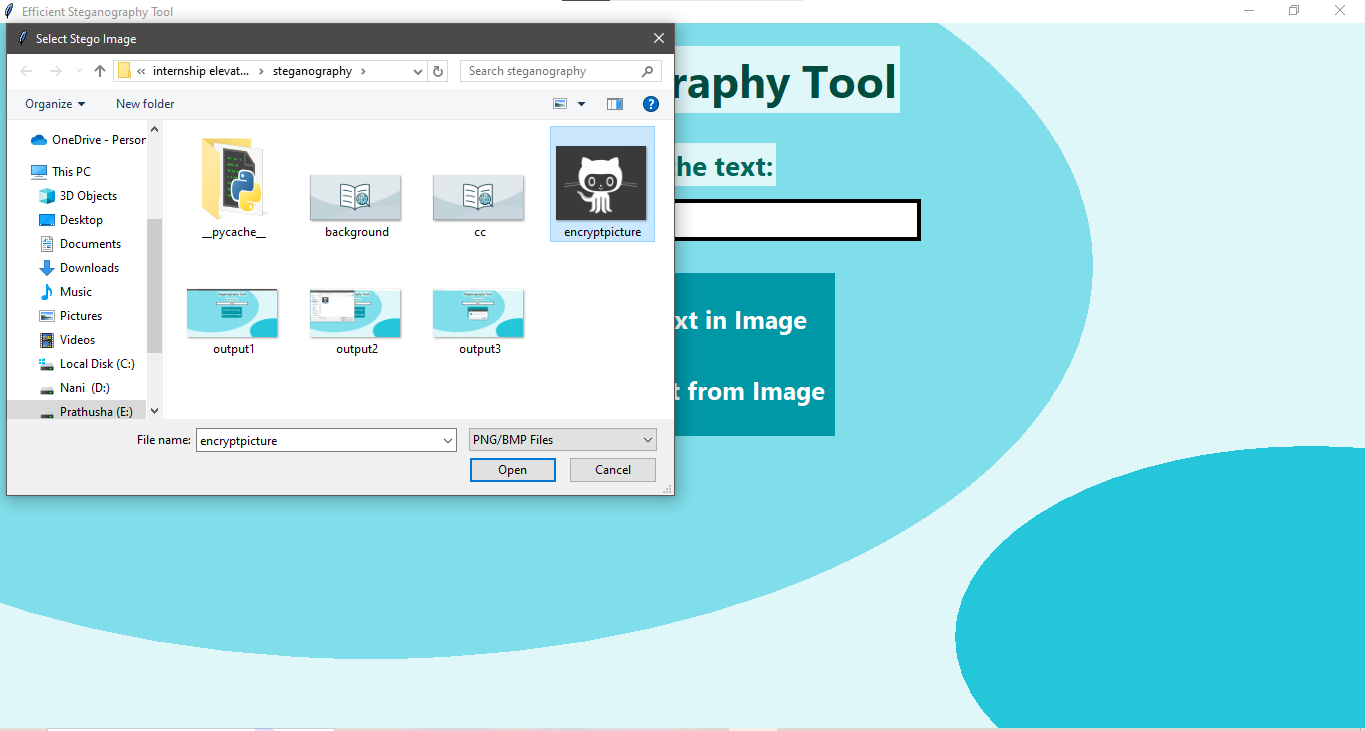 Efficient Steganography Tool
Select Stego Image
« internship elevat... › steganography ›
Search steganography
Organize
New folder
?
OneDrive - Person
This PC
3D Objects
Desktop
Documents
Downloads
Music
Pictures
Videos
Local Disk (C:)
Nani (D:)
Prathusha (E:)
__pycache__
background
cc
encryptpicture
output1
output2
output3
File name:
encryptpicture
PNG/BMP Files
Open
Cancel
raphy Tool
he text:
xt in Image
t from Image